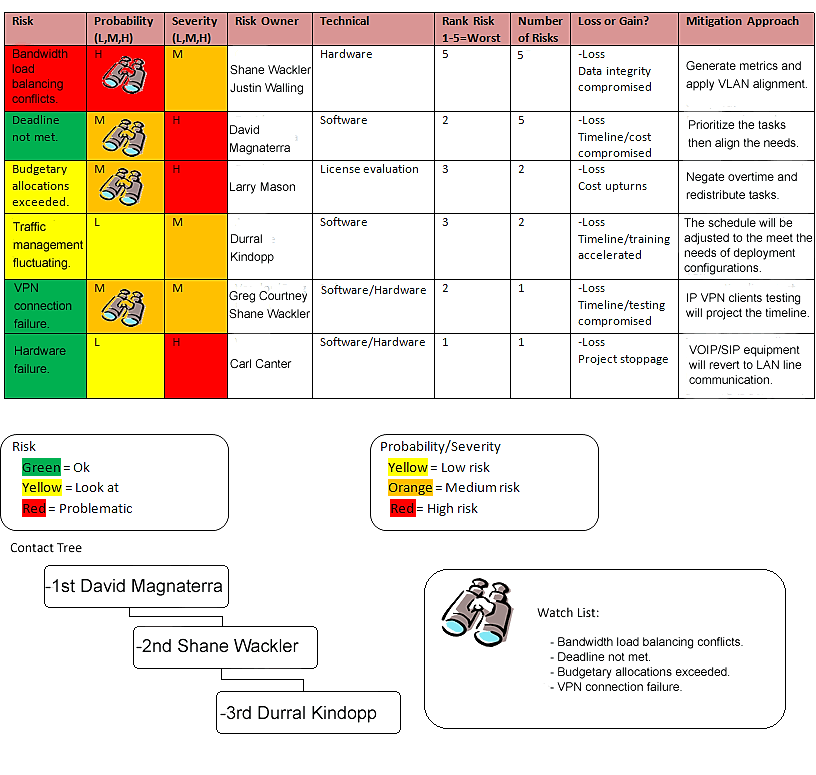 Risk
Probability (L,M,H)
Severity (L,M,H)
Risk Owner
Technical
Rank Risk 1-5=Worst
Number of Risks
Loss or Gain?
Mitigation Approach
Bandwidth
load
balancing
conflicts.
H
M
Shane Wackler
Justin Walling
Hardware
5
5
-Loss
Data integrity
compromised
Generate metrics and
apply VLAN alignment.
Deadline
not met.
M
H
David
Magnaterra
Software
2
5
-Loss
Timeline/cost
compromised
Prioritize the tasks
then align the needs.
Budgetary
allocations
exceeded.
M
H
Larry Mason
License evaluation
3
2
-Loss
Cost upturns
Negate overtime and
redistribute tasks.
Traffic
management
fluctuating.
L
M
Durral
Kindopp
Software
3
2
-Loss
Timeline/training
accelerated
The schedule will be
adjusted to the meet the
needs of deployment
configurations.
VPN
connection
failure.
M
M
Greg Courtney
Shane Wackler
Software/Hardware
2
1
-Loss
Timeline/testing
compromised
IP VPN clients testing
will project the timeline.
Hardware
failure.
L
H
Carl Canter
Software/Hardware
1
1
-Loss
Project stoppage
VOIP/SIP equipment
will revert to LAN line
communication.
Risk
Green = Ok
Yellow = Look at
Red = Problematic
Probability/Severity
Yellow = Low risk
Orange = Medium risk
Red = High risk
Contact Tree
-1st David Magnaterra
-2nd Shane Wackler
-3rd Durral Kindopp
Watch List:
- Bandwidth load balancing conflicts.
- Deadline not met.
- Budgetary allocations exceeded.
- VPN connection failure.